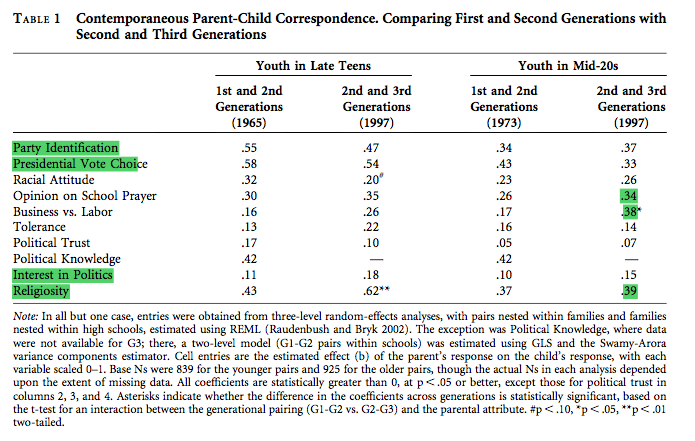 TABLE 1 Contemporaneous Parent-Child Correspondence. Comparing First and Second Generations with
Second and Third Generations
Youth in Late Teens Youth in Mid-20s
1st and 2nd 2nd and 3rd 1st and 2nd 2nd and 3rd
Generations Generations Generations Generations
(1965) (1997) (1973) (1997)
Party Identification .55 .47 .34 .37
Presidential Vote Choice .58 .54 .43 .33
Racial Attitude .32 .20# .23 .26
Opinion on School Prayer .30 .35 .26 .34
Business vs. Labor .16 .26 .17 .38*
Tolerance .13 .22 .16 .14
Political Trust .17 .10 .05 .07
Political Knowledge .42 — .42 —
Interest in Politics .11 .18 .10 .15
Religiosity .43 .62** .37 .39
Note: In all but one case, entries were obtained from three-level random-effects analyses, with pairs nested within families and families
nested within high schools, estimated using REML (Raudenbush and Bryk 2002). The exception was Political Knowledge, where data
were not available for G3; there, a two-level model (G1-G2 pairs within schools) was estimated using GLS and the Swamy-Arora
variance components estimator. Cell entries are the estimated effect (b) of the parent's response on the child's response, with each
variable scaled 0–1. Base Ns were 839 for the younger pairs and 925 for the older pairs, though the actual Ns in each analysis depended
upon the extent of missing data. All coefficients are statistically greater than 0, at p < .05 or better, except those for political trust in
columns 2, 3, and 4. Asterisks indicate whether the difference in the coefficients across generations is statistically significant, based on
the t-test for an interaction between the generational pairing (G1-G2 vs. G2-G3) and the parental attribute. #p < .10, *p < .05, **p < .01
two-tailed.